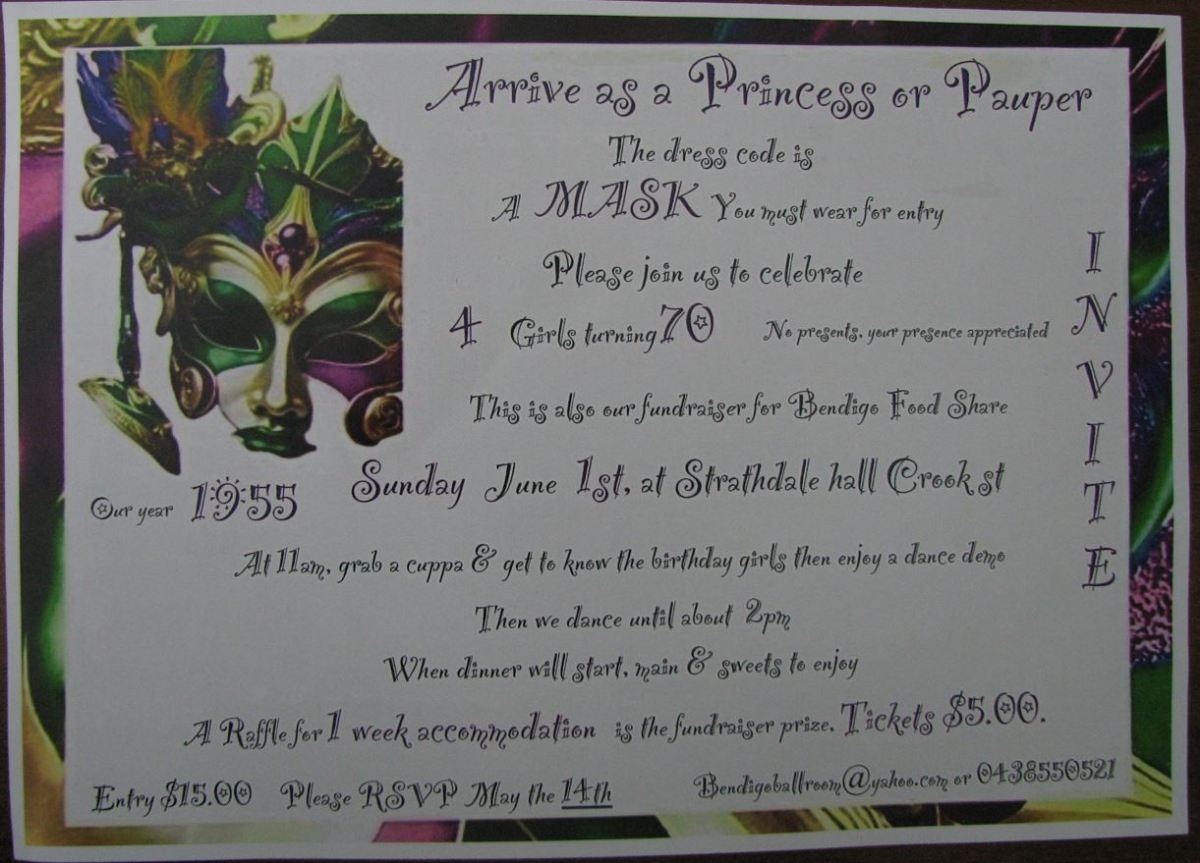 Arrive as a Princess or Pauper
The dress code is
A MASK You must wear for entry
Please join us to celebrate
4 Girls turning 70 No presents, your presence appreciated
This is also our fundraiser for Bendigo Food Share
Our year 1955 Sunday June 1st, at Strathdale hall Crook st
At 11am, grab a cuppa & get to know the birthday girls then enjoy a dance demo
Then we dance until about 2pm
When dinner will start, main & sweets to enjoy
A Raffle for 1 week accommodation is the fundraiser prize. Tickets $5.00.
Entry $15.00 Please RSVP May the 14th Bendigoballroom@yahoo.com or 0438550521
INVITE